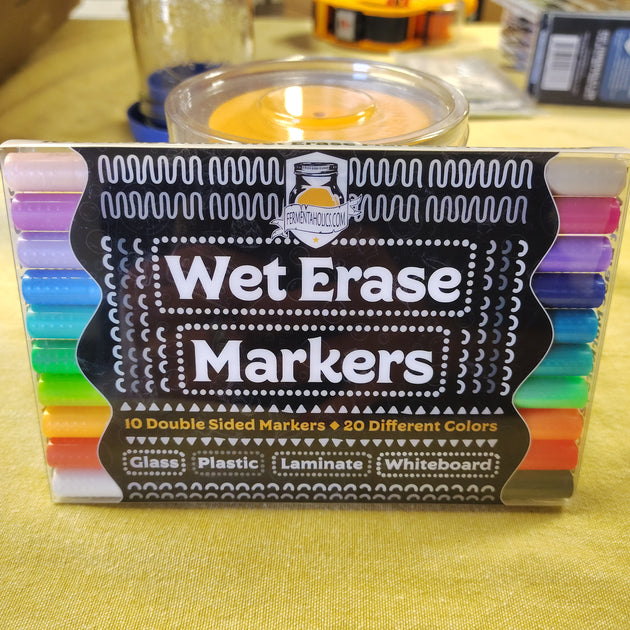 FERMENTAHOLICS.COM
Wet Erase
Markers
10 Double Sided Markers ◆ 20 Different Colors
Glass Plastic Laminate Whiteboard